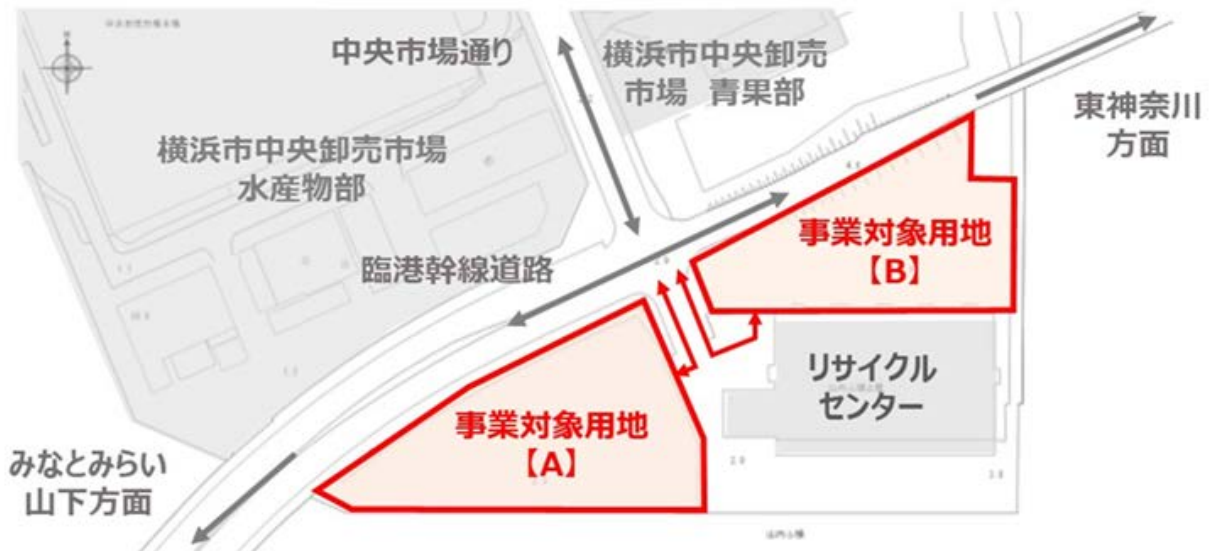 中央市場通り
横浜市中央卸売
市場 青果部
東神奈川
方面
横浜市中央卸売市場
水産物部
事業対象用地
【B】
臨港幹線道路
リサイクル
センター
事業対象用地
【A】
みなとみらい
山下方面